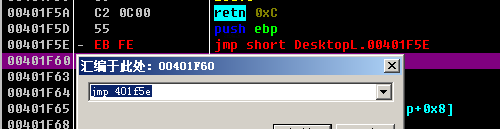 00401F5A C2 0C00 retn 0xC
00401F5D 55 push ebp
00401F5E - EB FE jmp short DesktopL.00401F5E
00401F60
汇编于此处：00401F60
00401F63
00401F64 jmp 401f5e
00401F65 p+0x8]
00401F68